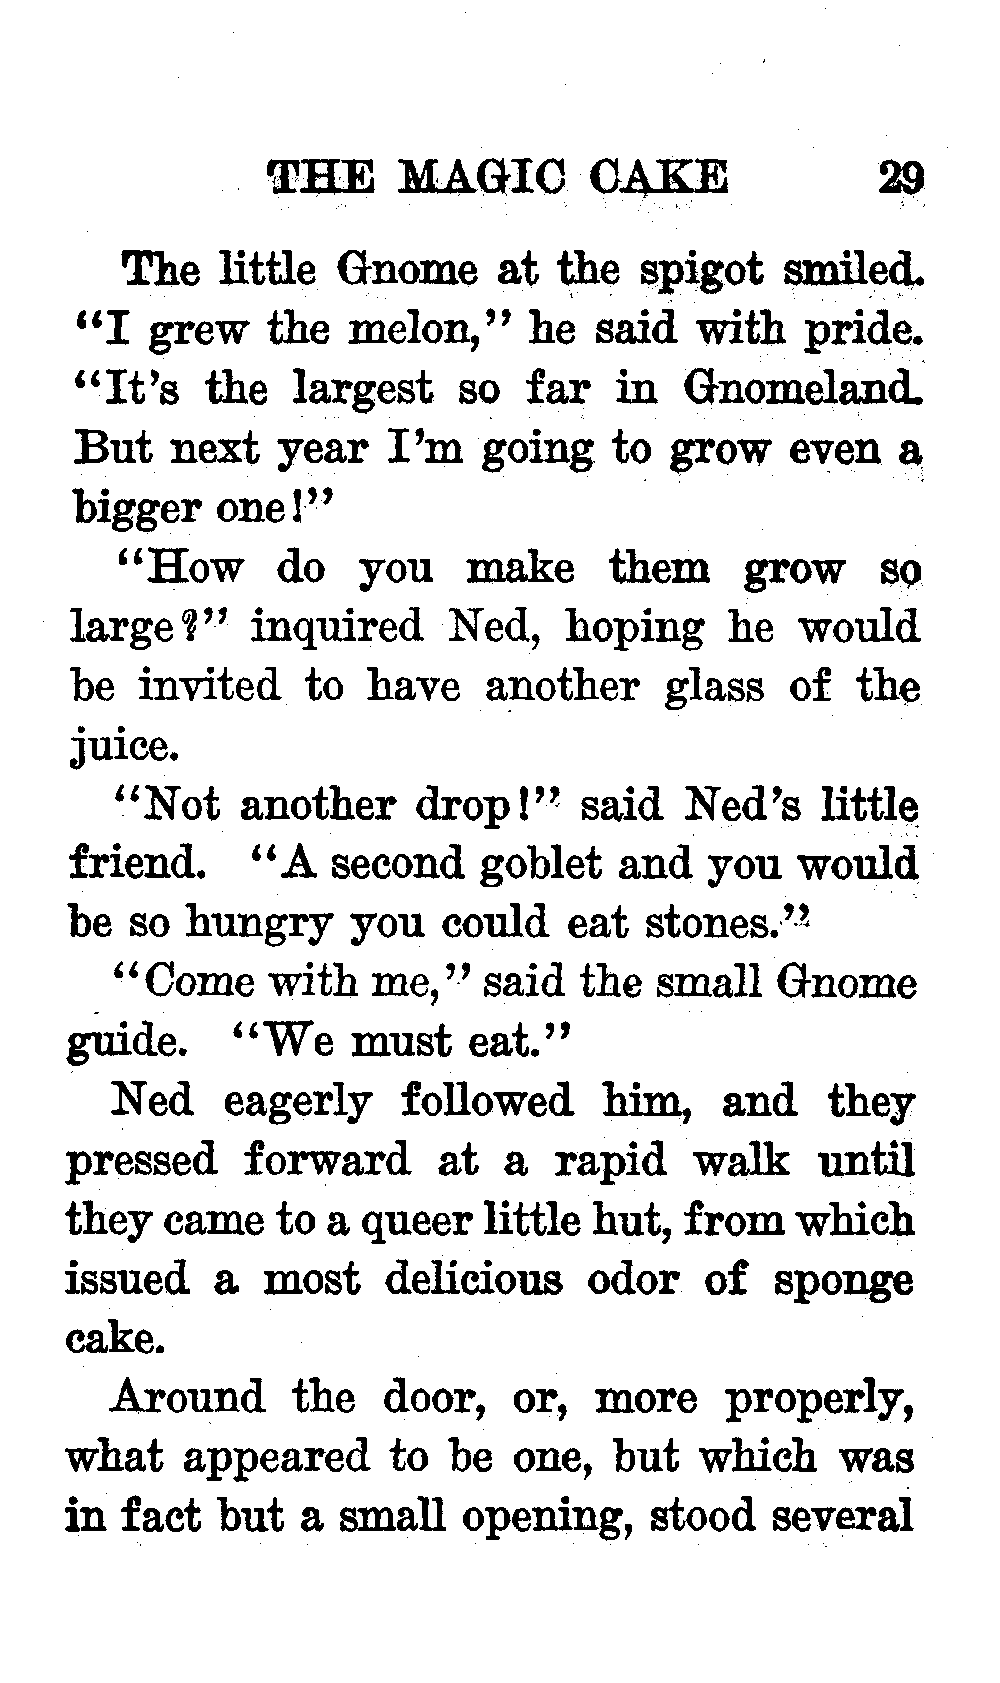 THE MAGIC CAKE 29
The little Gnome at the spigot smiled.
"I grew the melon," he said with pride.
"It's the largest so far in Gnomeland.
But next year I'm going to grow even a
bigger one!"
"How do you make them grow so
large?" inquired Ned, hoping he would
be invited to have another glass of the
juice.
"Not another drop!" said Ned's little
friend. "A second goblet and you would
be so hungry you could eat stones."
"Come with me," said the small Gnome
guide. "We must eat."
Ned eagerly followed him, and they
pressed forward at a rapid walk until
they came to a queer little hut, from which
issued a most delicious odor of sponge
cake.
Around the door, or, more properly,
what appeared to be one, but which was
in fact but a small opening, stood several